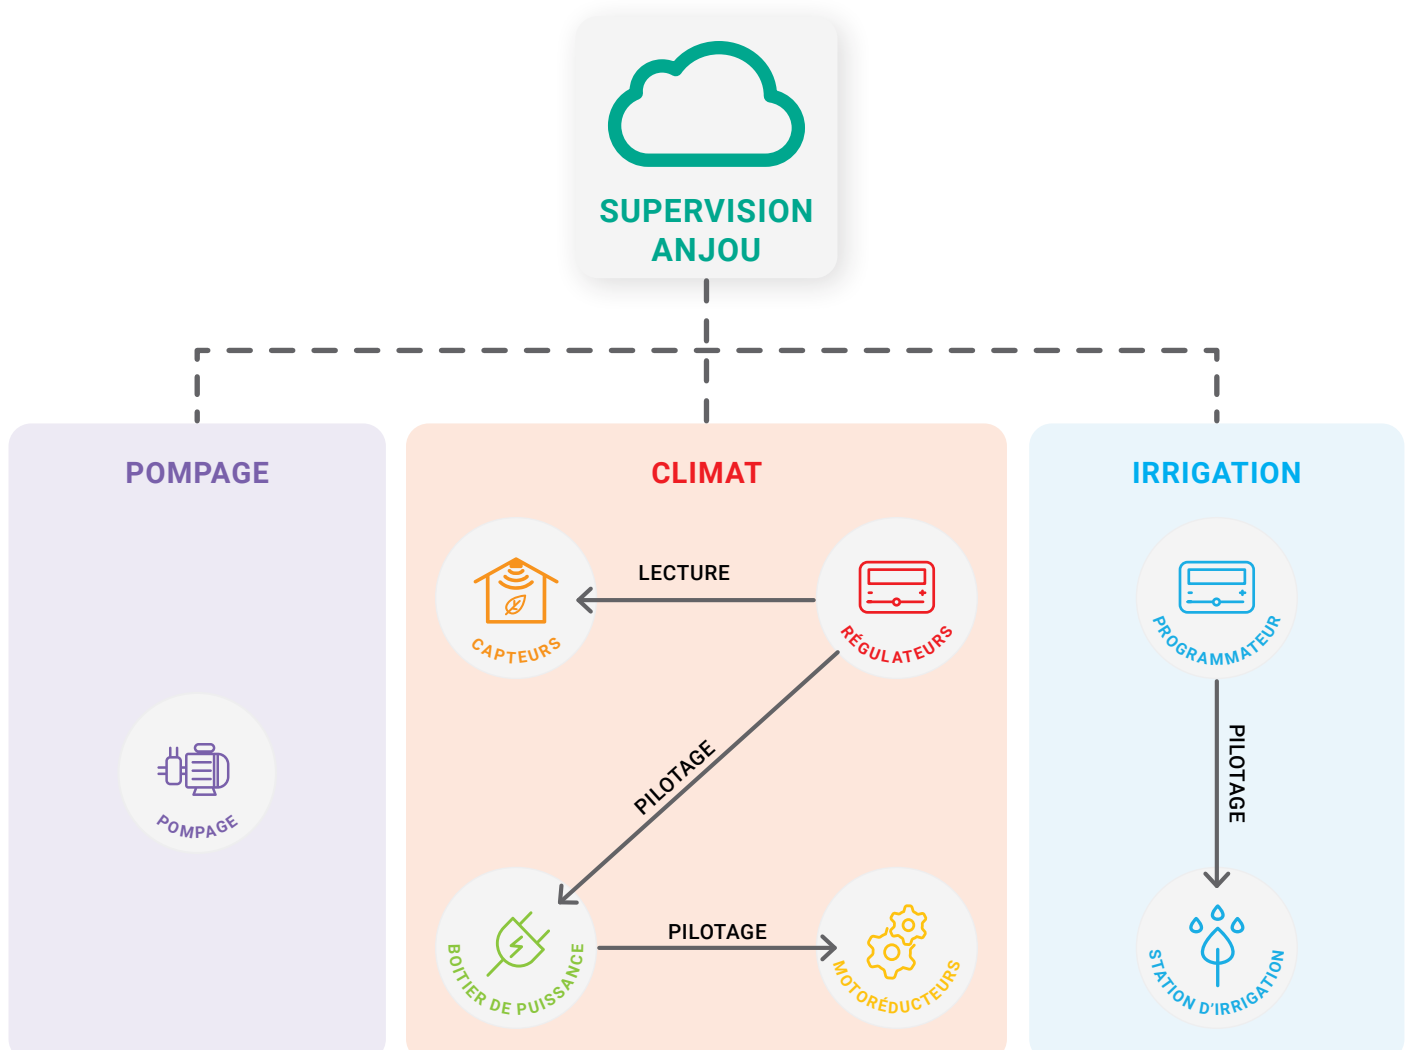 SUPERVISION
ANJOU
POMPAGE
CLIMAT
IRRIGATION
CAPTEURS
LECTURE
RÉGULATEURS
PROGRAMMATEUR
POMPAGE
PILOTAGE
PILOTAGE
BOITIER DE PUISSANCE
PILOTAGE
MOTORÉDUCTEURS
STATION D'IRRIGATION